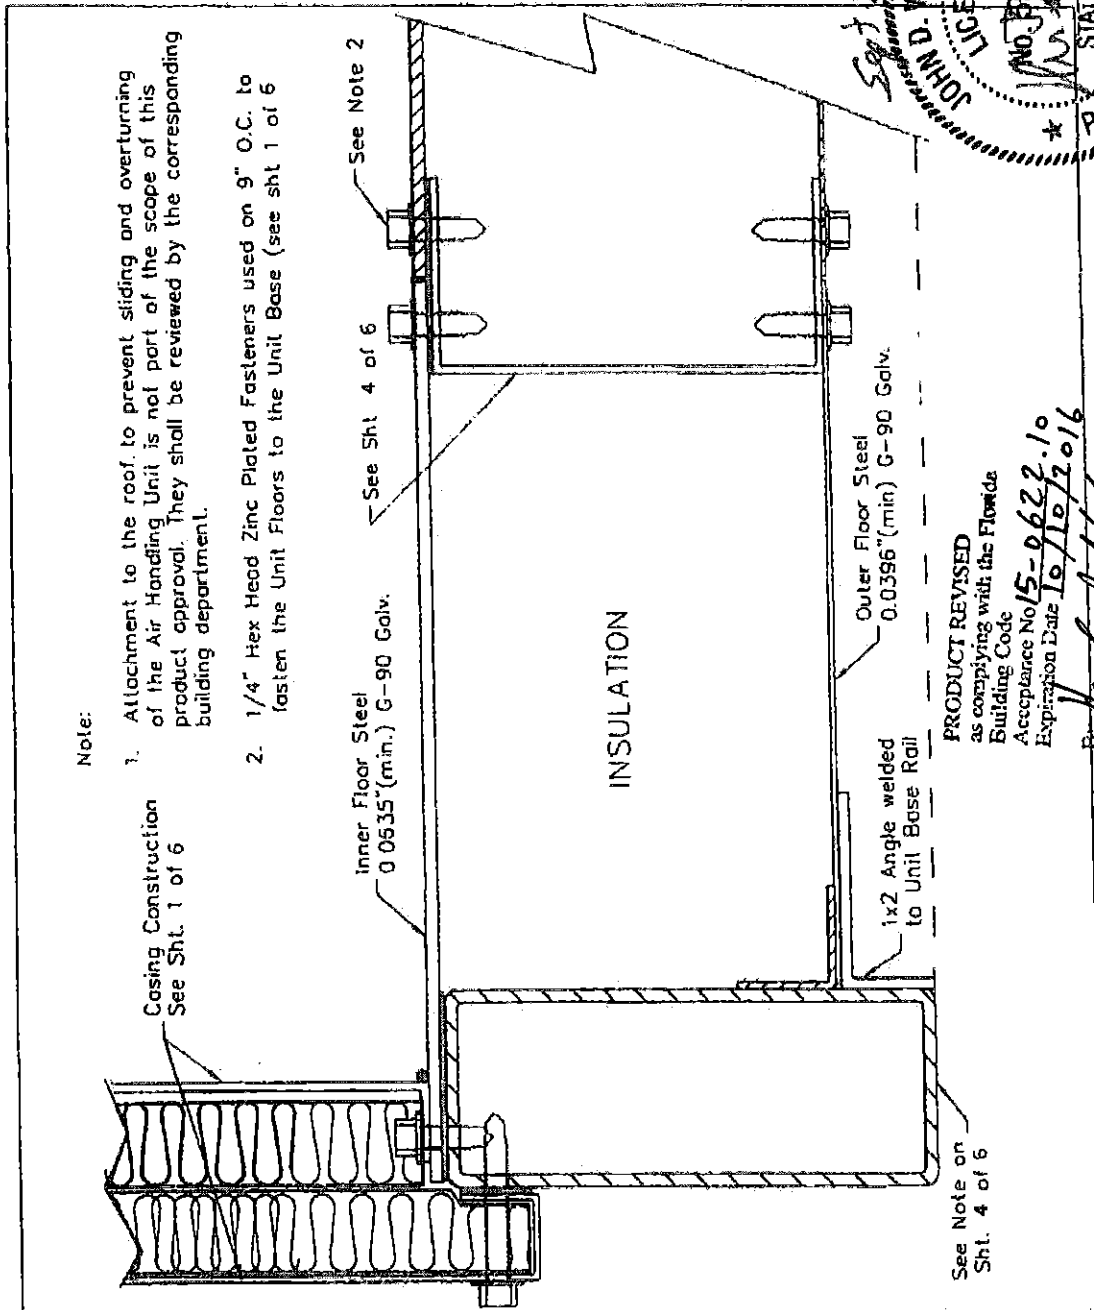 Note:
1. Attachment to the roof. to prevent sliding and overturning
of the Air Handling Unit is not part of the scope of this
product approval. They shall be reviewed by the corresponding
building department.
2. 1/4" Hex Head Zinc Plated Fasteners used on 9" O.C. to
fasten the Unit Floors to the Unit Base (see sht 1 of 6
Casing Construction
See Sht. 1 of 6
Inner Floor Steel
0.0635"(min.) G-90 Galv.
See Sht 4 of 6
See Note 2
INSULATION
Outer Floor Steel
0.0396"(min) G-90 Galv.
1x2 Angle welded
to Unit Base Rail
See Note on
Sht. 4 of 6
PRODUCT REVISED
as complying with the Florida
Building Code
Acceptance No 15-0622.10
Expiration Date 10/10/2016
JOHN D.
LICE
No.